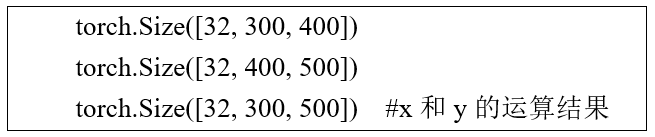 torch.Size([32, 300, 400])
torch.Size([32, 400, 500])
torch.Size([32, 300, 500]) #x 和 y 的运算结果